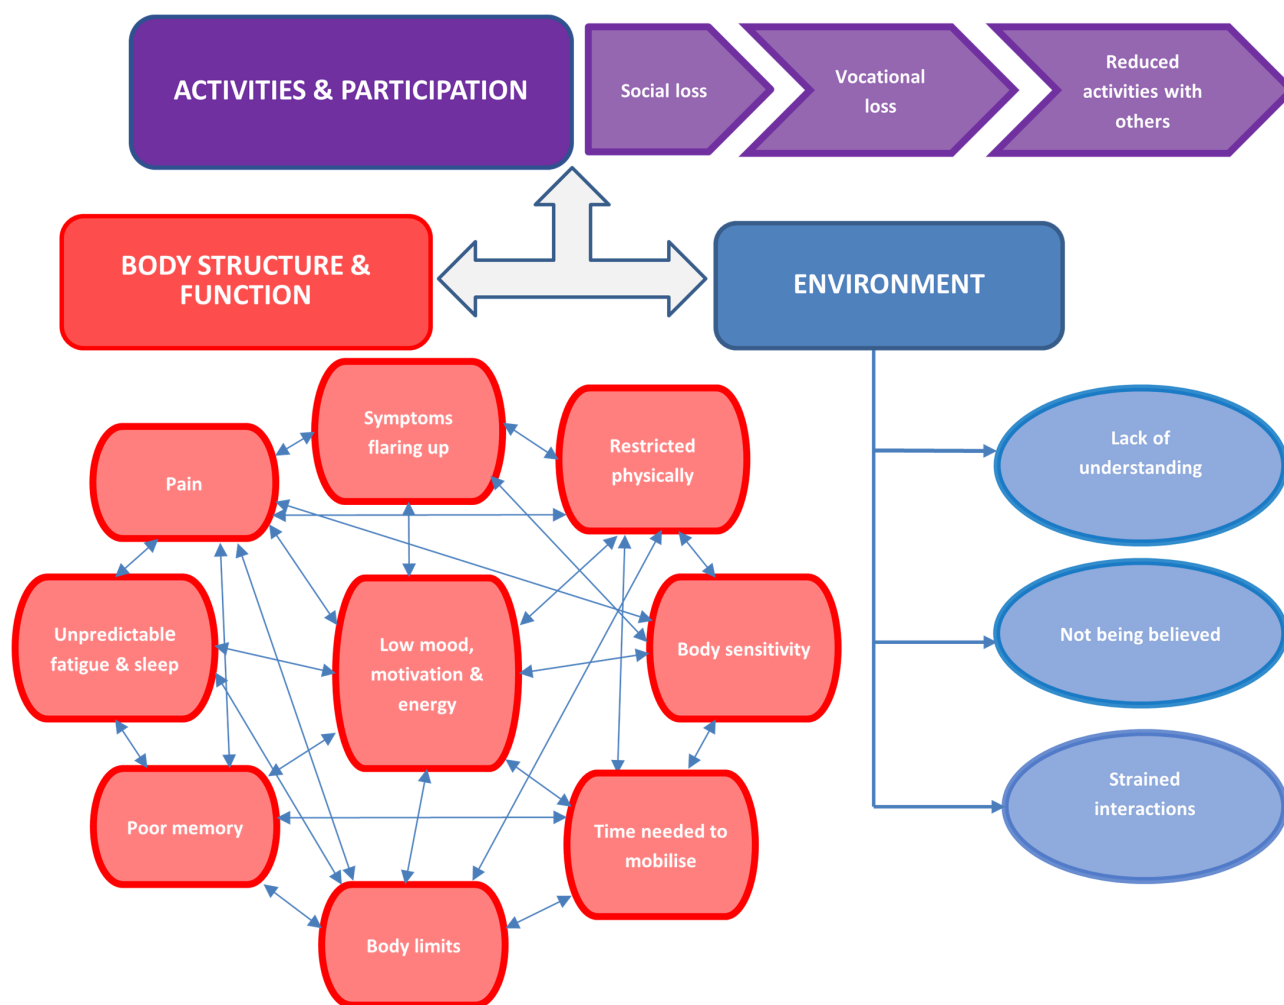 ACTIVITIES & PARTICIPATION
Social loss
Vocational
loss
Reduced
activities with
others
BODY STRUCTURE &
FUNCTION
ENVIRONMENT
Symptoms
flaring up
Restricted
physically
Pain
Unpredictable
fatigue & sleep
Low mood,
motivation &
energy
Body sensitivity
Poor memory
Time needed to
mobilise
Body limits
Lack of
understanding
Not being believed
Strained
interactions